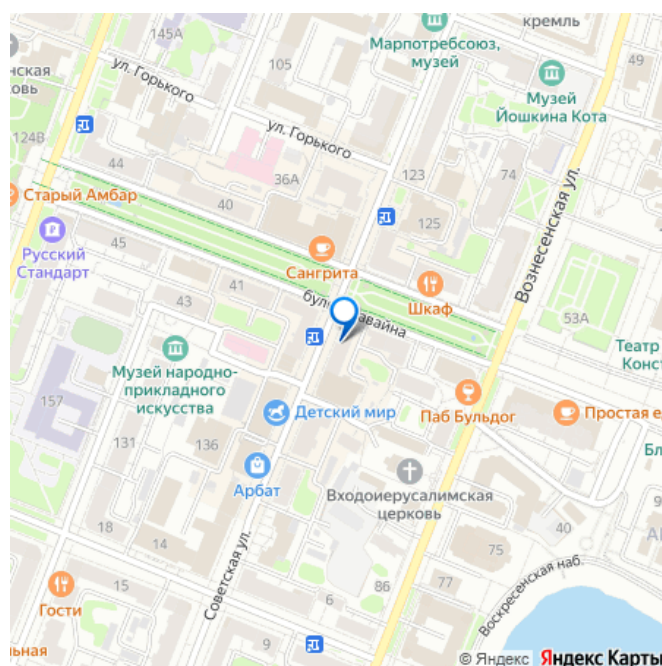 кремль
145А
Марпотребсоюз,
музей
49
нская
овь
ул. Горького
105
Музей
Йошкина Кота
124В
ул. Горького
44
36А
123
74
Старый Амбар
40
125
Вознесенская ул.
Русский
Стандарт
45
Сангрита
41
Шкаф
53А
43
Театр
Конс
Музей народно-
прикладного
искусства
157
Детский мир
Паб Бульдог
Простая е
131
136
Бл
Арбат
Входоиерусалимская
церковь
18
14
40
75
15
Гости
Советская ул.
6
86
77
Воскресенская наб.
9
льная
© Яндекс Яндекс Карты